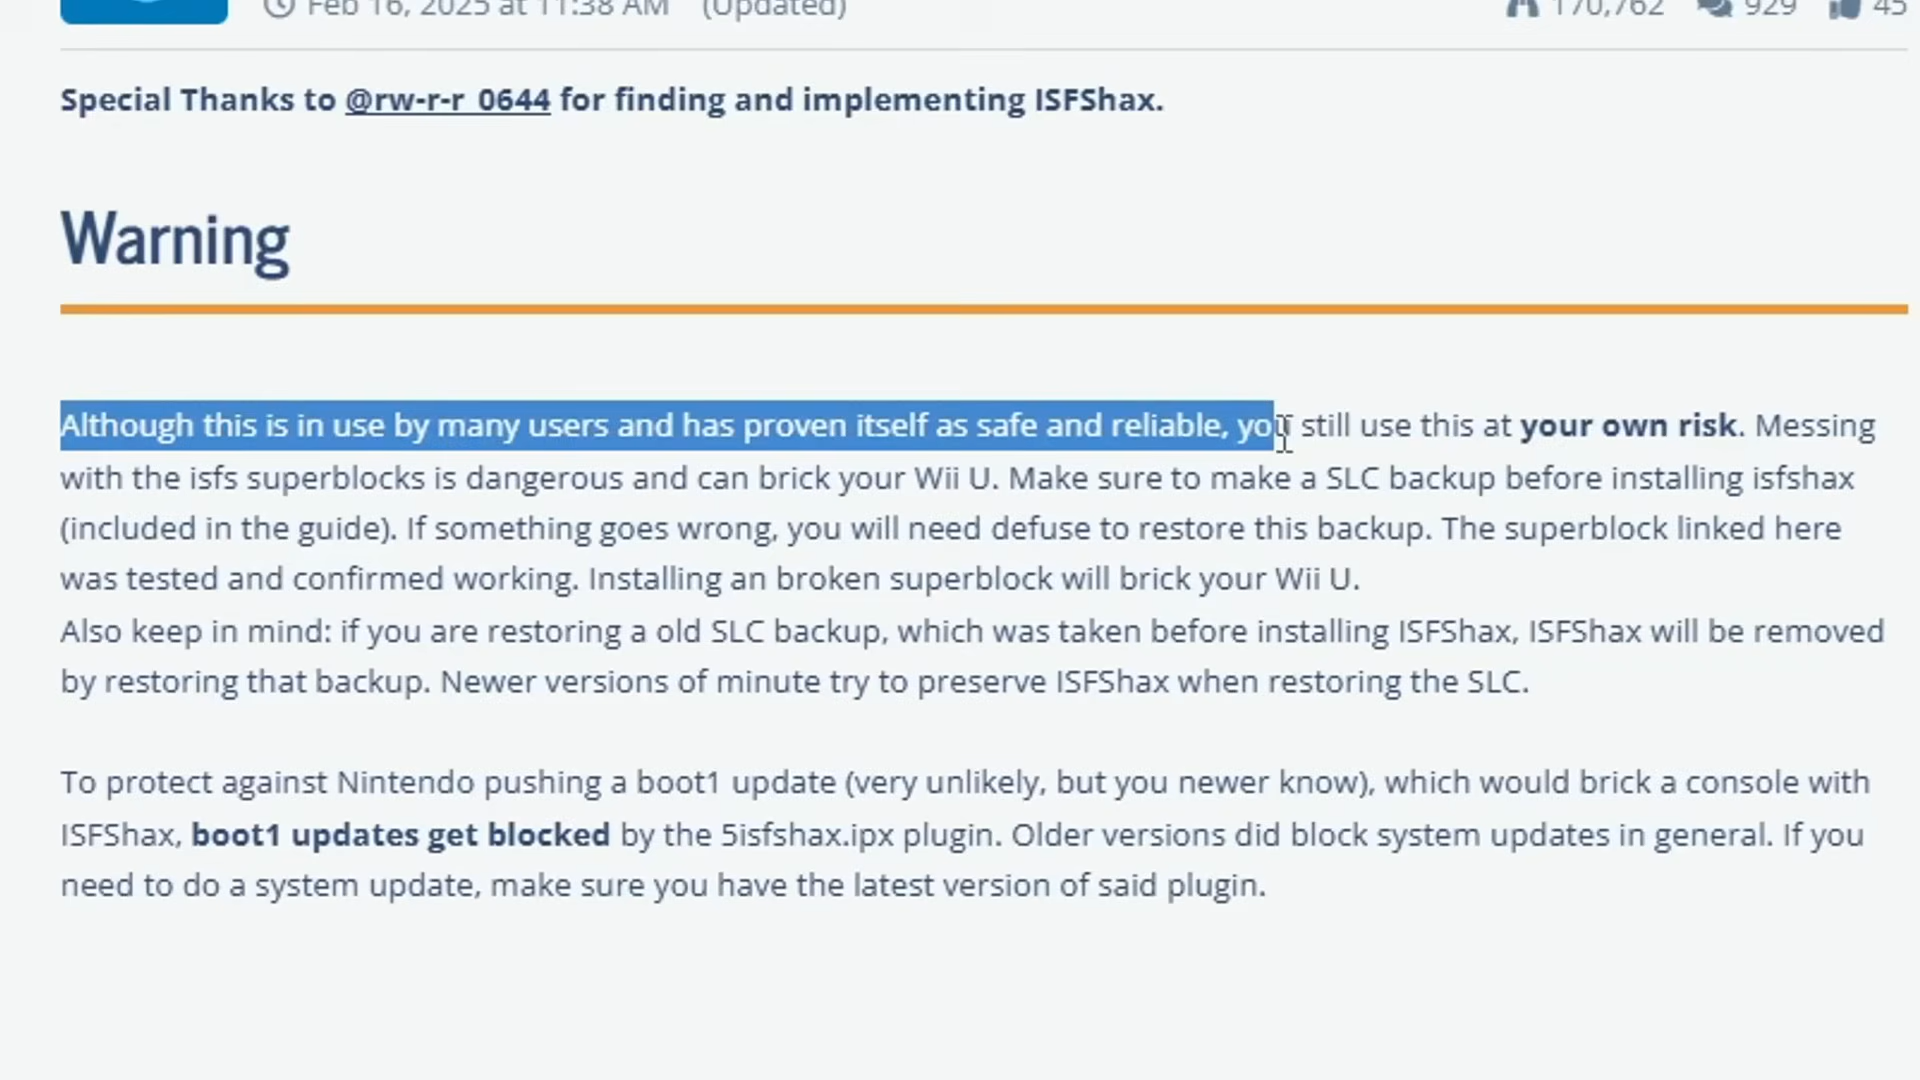 Feb 16, 2025 at 11:38 AM (Updated) 170,762 929 45
Special Thanks to @rw-r-r_0644 for finding and implementing ISFShax.
Warning
Although this is in use by many users and has proven itself as safe and reliable, you still use this at your own risk. Messing
with the isfs superblocks is dangerous and can brick your Wii U. Make sure to make a SLC backup before installing isfshax
(included in the guide). If something goes wrong, you will need defuse to restore this backup. The superblock linked here
was tested and confirmed working. Installing an broken superblock will brick your Wii U.
Also keep in mind: if you are restoring a old SLC backup, which was taken before installing ISFShax, ISFShax will be removed
by restoring that backup. Newer versions of minute try to preserve ISFShax when restoring the SLC.
To protect against Nintendo pushing a boot1 update (very unlikely, but you newer know), which would brick a console with
ISFShax, boot1 updates get blocked by the 5isfshax.ipx plugin. Older versions did block system updates in general. If you
need to do a system update, make sure you have the latest version of said plugin.